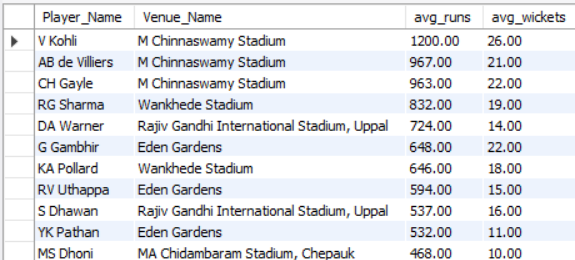 Player_Name Venue_Name avg_runs avg_wickets
V Kohli M Chinnaswamy Stadium 1200.00 26.00
AB de Villiers M Chinnaswamy Stadium 967.00 21.00
CH Gayle M Chinnaswamy Stadium 963.00 22.00
RG Sharma Wankhede Stadium 832.00 19.00
DA Warner Rajiv Gandhi International Stadium, Uppal 724.00 14.00
G Gambhir Eden Gardens 648.00 22.00
KA Pollard Wankhede Stadium 646.00 18.00
RV Uthappa Eden Gardens 594.00 15.00
S Dhawan Rajiv Gandhi International Stadium, Uppal 537.00 16.00
YK Pathan Eden Gardens 532.00 11.00
MS Dhoni MA Chidambaram Stadium, Chepauk 468.00 10.00